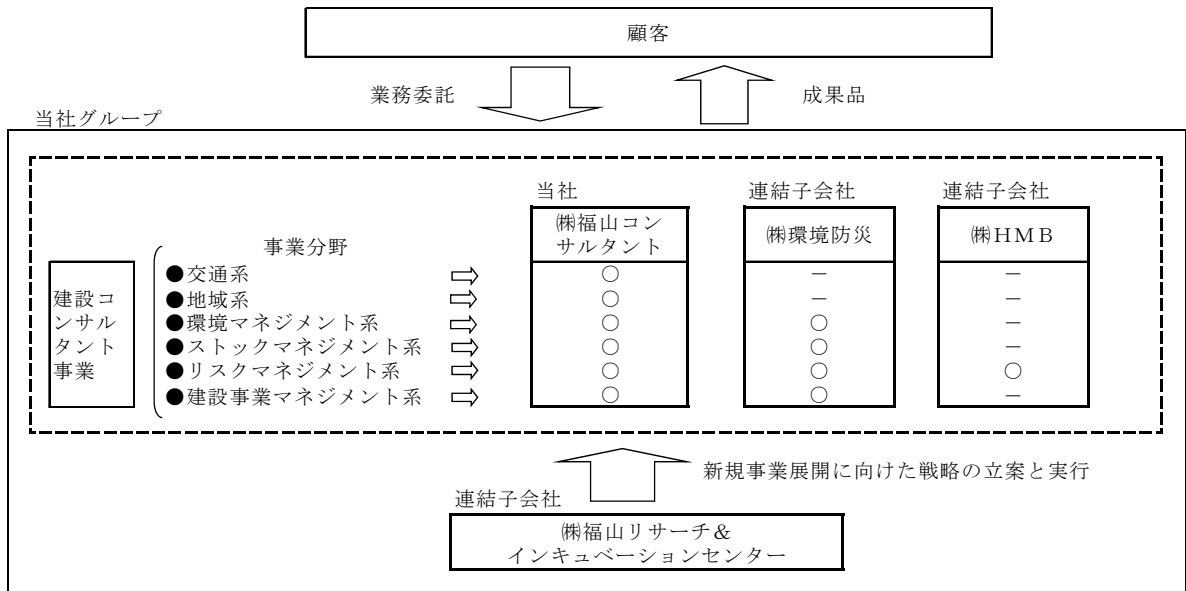 顧客
業務委託
成果品
当社グループ
当社
連結子会社
連結子会社
㈱福山コン
サルタント
㈱環境防災
㈱HMB
事業分野
建設コ
ンサル
タント
事業
●交通系 ○ － －
●地域系 ○ － －
●環境マネジメント系 ○ ○ －
●ストックマネジメント系 ○ ○ －
●リスクマネジメント系 ○ ○ ○
●建設事業マネジメント系 ○ ○ －
新規事業展開に向けた戦略の立案と実行
連結子会社
㈱福山リサーチ＆
インキュベーションセンター